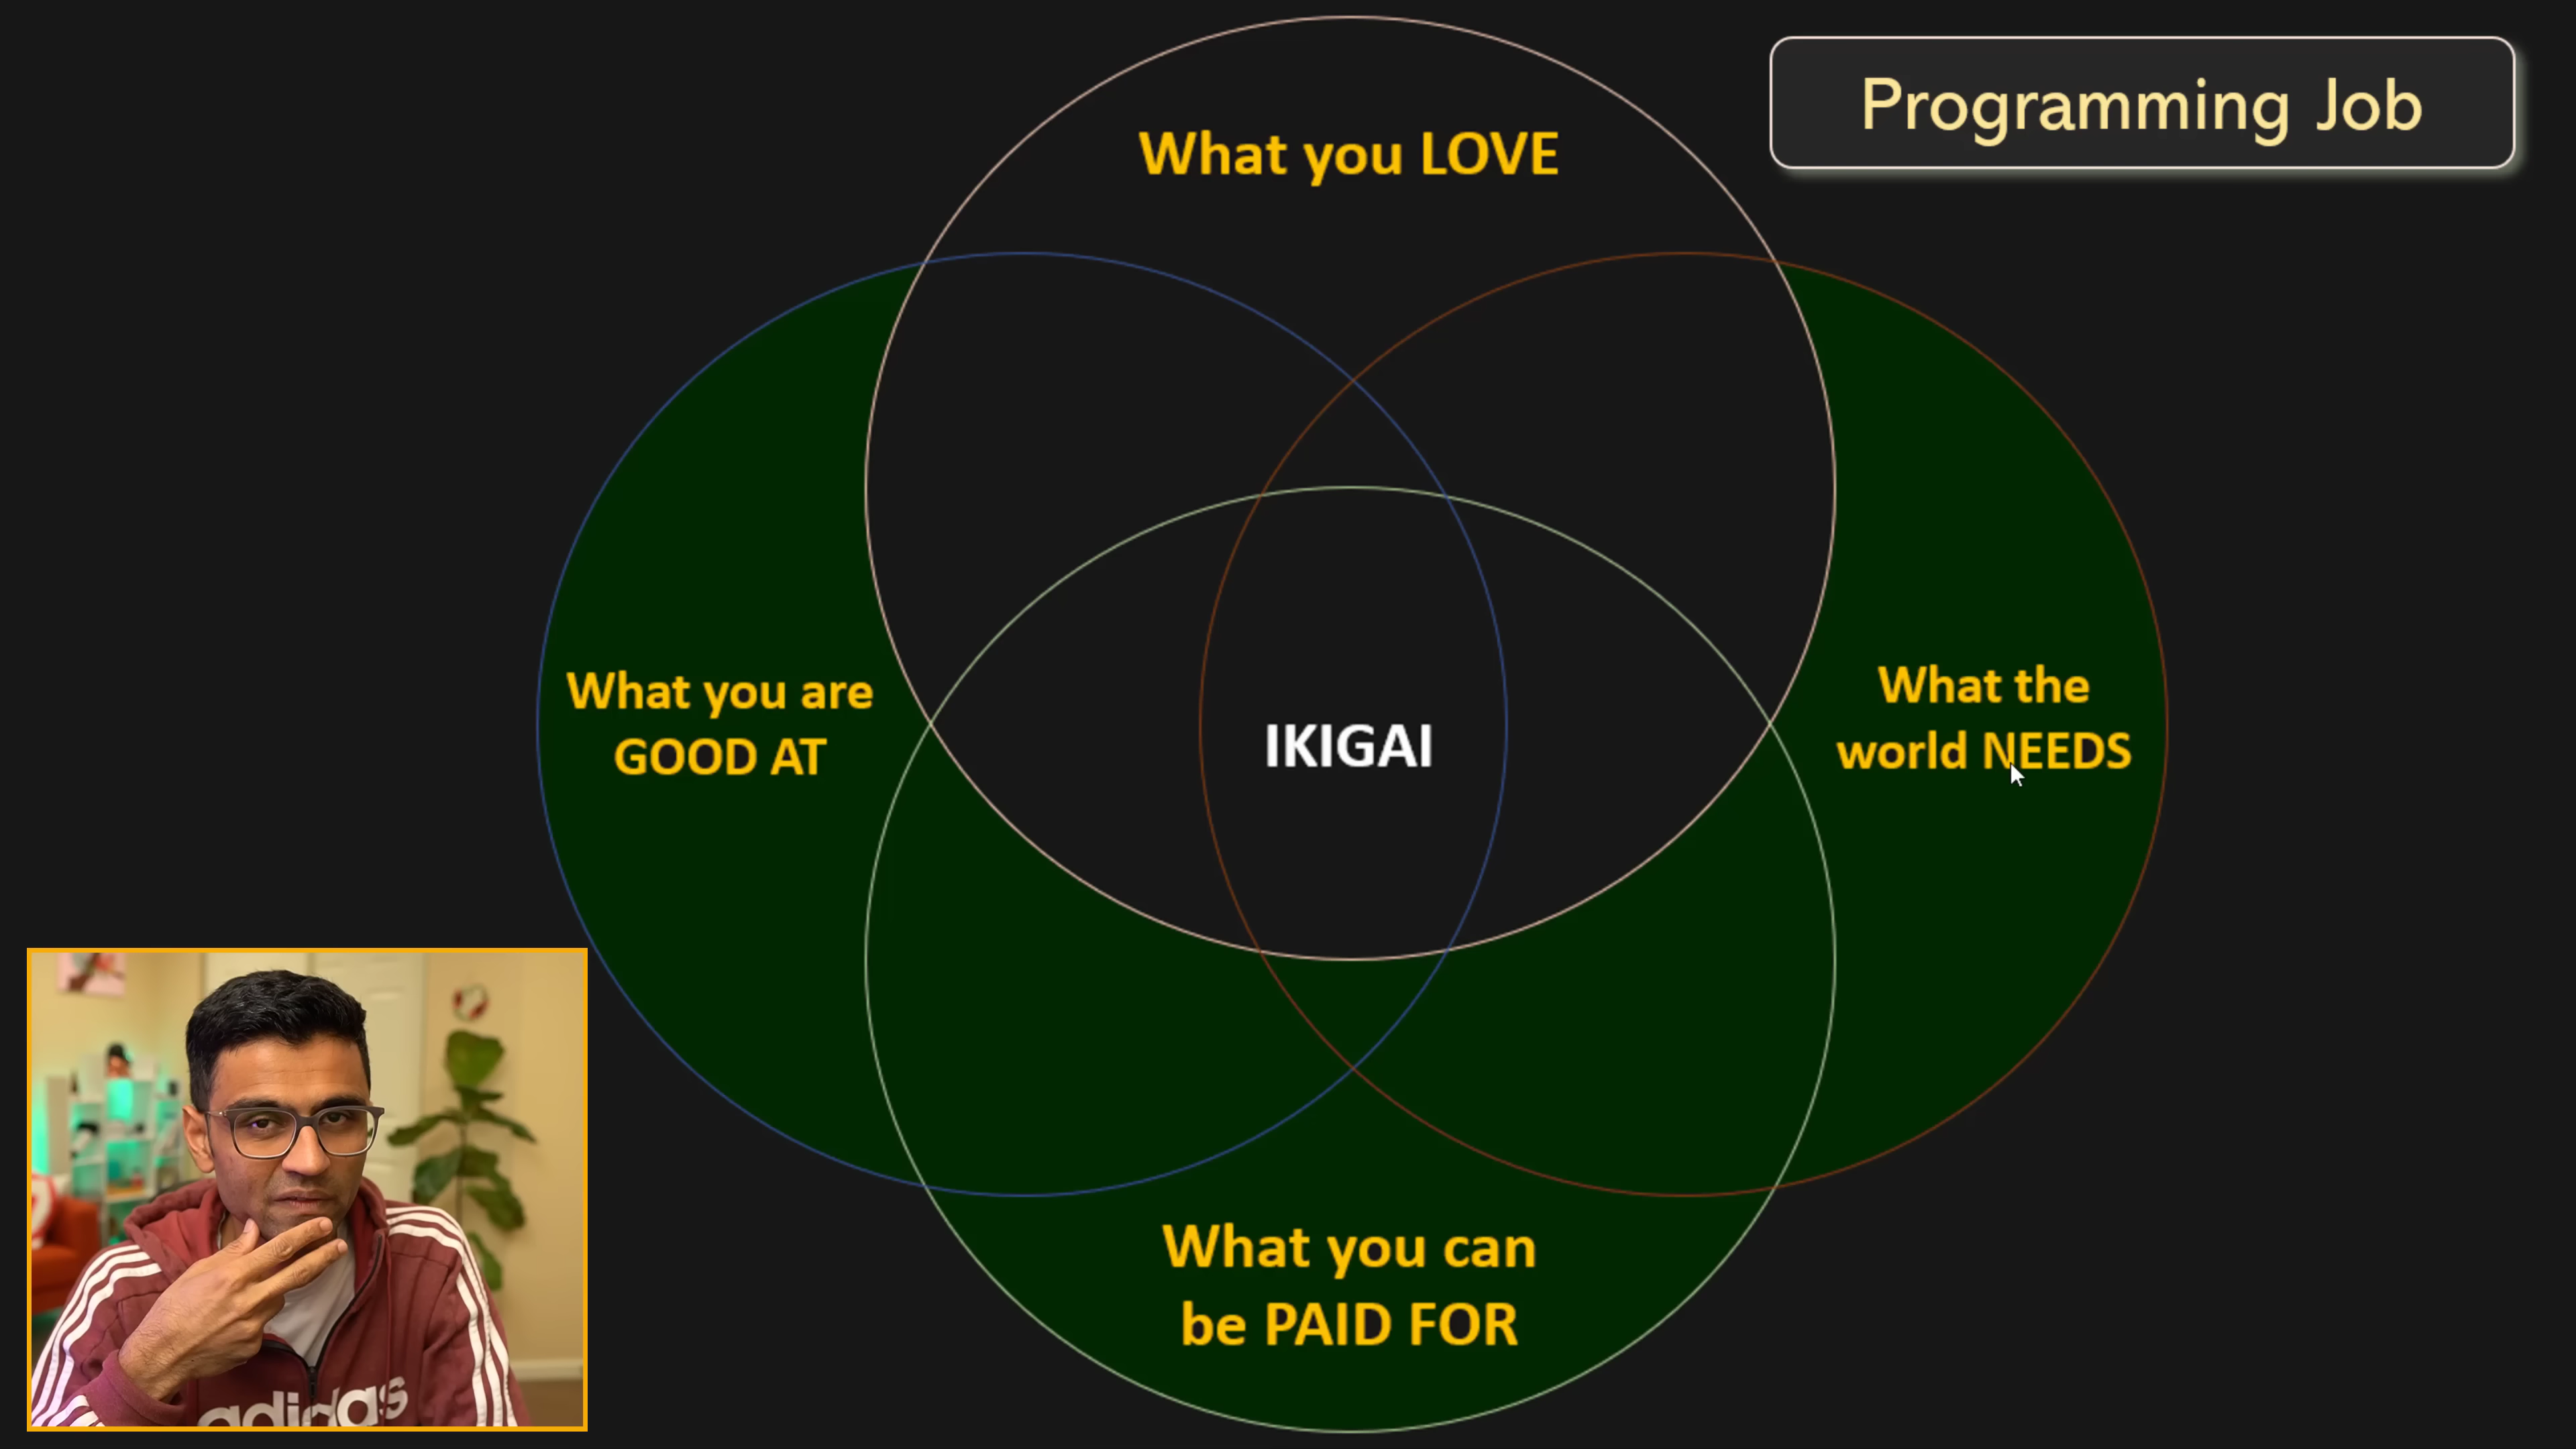 Programming Job
What you LOVE
What you are
GOOD AT
IKIGAI
What the
world NEEDS
What you can
be PAID FOR
adidas